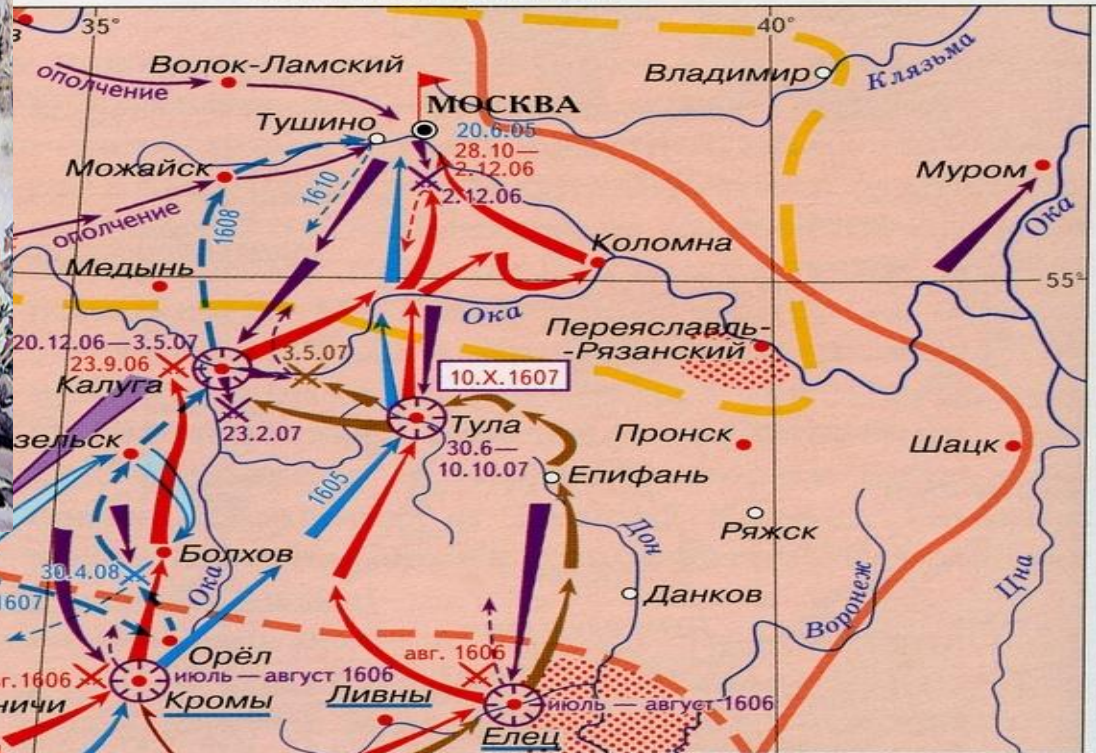 35°
40°
Волок-Ламский
ополчение
Владимир
Клязьма
МОСКВА
Тушино
20.6.05
28.10—
2.12.06
2.12.06
Можайск
1610
Муром
ополчение
1608
Ока
Коломна
Медынь
55°
Ока
Переяславль-
-Рязанский
20.12.06—3.5.07
3.5.07
23.9.06
10.X.1607
Калуга
23.2.07
Тула
30.6—
10.10.07
Пронск
Шацк
зельск
Епифань
1605
Ряжск
Дон
Болхов
30.4.08
Ока
Цна
Данков
Воронеж
1607
Орёл
авг. 1606
г. 1606
июль — август 1606
ничи
Кромы
Ливны
июль — август 1606
Елец